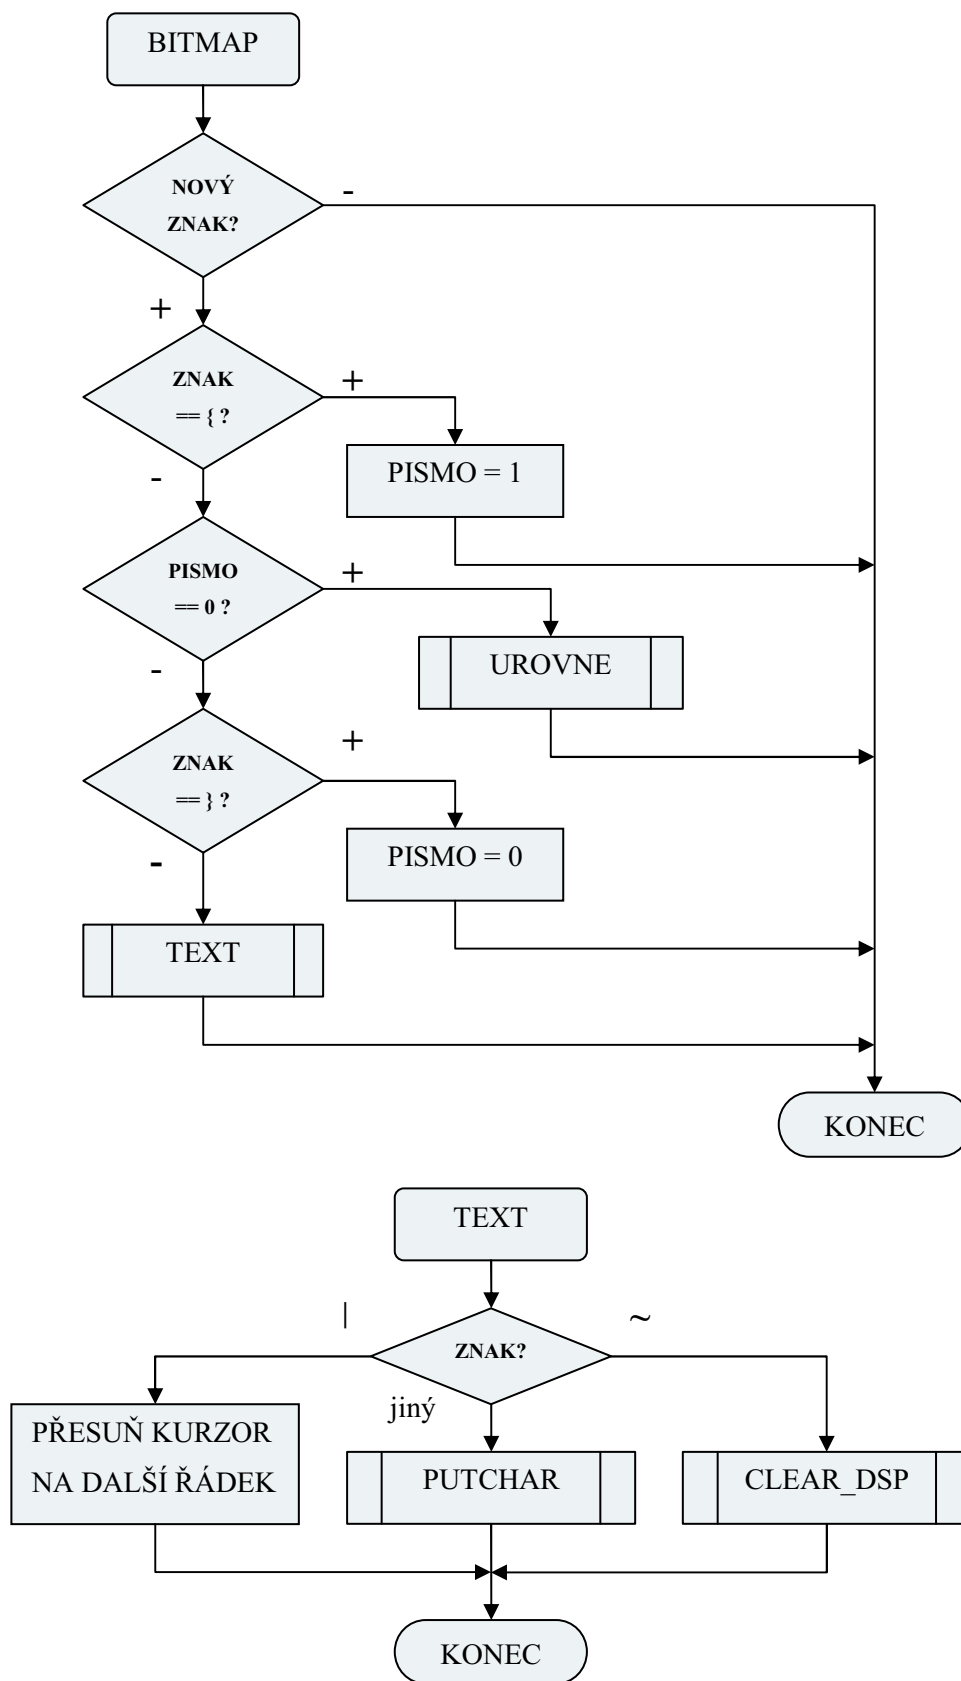 BITMAP
NOVÝ
ZNAK?
-
+
ZNAK
== { ?
+
PISMO = 1
-
PISMO
== 0 ?
+
UROVNE
-
ZNAK
== } ?
+
PISMO = 0
-
TEXT
KONEC
TEXT
|
~
ZNAK?
jiný
PŘESUŇ KURZOR
NA DALŠÍ ŘÁDEK
PUTCHAR
CLEAR_DSP
KONEC